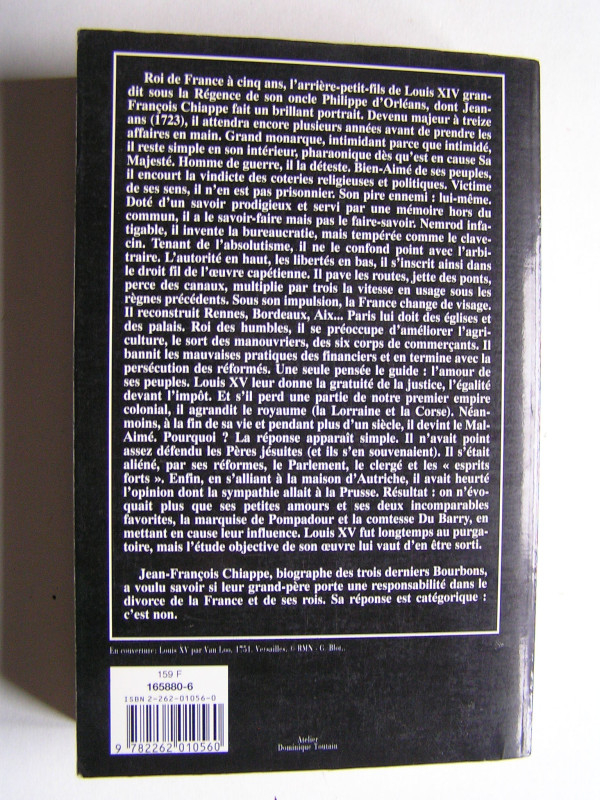 Roi de France à cinq ans, l'arrière-petit-fils de Louis XIV gran-
dit sous la Régence de son oncle Philippe d'Orléans, dont Jean-
François Chiappe fait un brillant portrait. Devenu majeur à treize
ans (1723), il attendra encore plusieurs années avant de prendre les
affaires en main. Grand monarque, intimidant parce que intimidé,
il reste simple en son intérieur, pharaonique dès qu'est en cause Sa
Majesté. Homme de guerre, il la déteste. Bien-Aimé de ses peuples,
il encourt la vindicte des coteries religieuses et politiques. Victime
de ses sens, il n'en est pas prisonnier. Son pire ennemi : lui-même.
Doté d'un savoir prodigieux et servi par une mémoire hors du
commun, il a le savoir-faire mais pas le faire-savoir. Nemrod infa-
tigable, il invente la bureaucratie, mais tempérée comme le clave-
cin. Tenant de l'absolutisme, il ne le confond point avec l'arbi-
traire. L'autorité en haut, les libertés en bas, il s'inscrit ainsi dans
le droit fil de l'œuvre capétienne. Il pave les routes, jette des ponts,
perce des canaux, multiplie par trois la vitesse en usage sous les
règnes précédents. Sous son impulsion, la France change de visage.
Il reconstruit Rennes, Bordeaux, Aix... Paris lui doit des églises et
des palais. Roi des humbles, il se préoccupe d'améliorer l'agri-
culture, le sort des manouvriers, des six corps de commerçants. Il
bannit les mauvaises pratiques des financiers et en termine avec la
persécution des réformés. Une seule pensée le guide : l'amour de
ses peuples. Louis XV leur donne la gratuité de la justice, l'égalité
devant l'impôt. Et s'il perd une partie de notre premier empire
colonial, il agrandit le royaume (la Lorraine et la Corse). Néan-
moins, à la fin de sa vie et pendant plus d'un siècle, il devint le Mal-
Aimé. Pourquoi ? La réponse apparaît simple. Il n'avait point
assez défendu les Pères jésuites (et ils s'en souvenaient). Il s'était
aliéné, par ses réformes, le Parlement, le clergé et les « esprits
forts ». Enfin, en s'alliant à la maison d'Autriche, il avait heurté
l'opinion dont la sympathie allait à la Prusse. Résultat : on n'évo-
quait plus que ses petites amours et ses deux incomparables
favorites, la marquise de Pompadour et la comtesse Du Barry, en
mettant en cause leur influence. Louis XV fut longtemps au purga-
toire, mais l'étude objective de son œuvre lui vaut d'en être sorti.
Jean-François Chiappe, biographe des trois derniers Bourbons,
a voulu savoir si leur grand-père porte une responsabilité dans le
divorce de la France et de ses rois. Sa réponse est catégorique :
c'est non.
En couverture : Louis XV par Van Loo, 1751, Versailles, © RMN - G. Blot..
159 F
165880-6
ISBN 2-262-01056-0
9 782262 010560
Atelier
Dominique Toutain